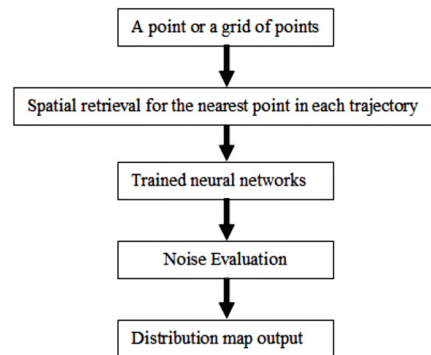 A point or a grid of points
Spatial retrieval for the nearest point in each trajectory
Trained neural networks
Noise Evaluation
Distribution map output